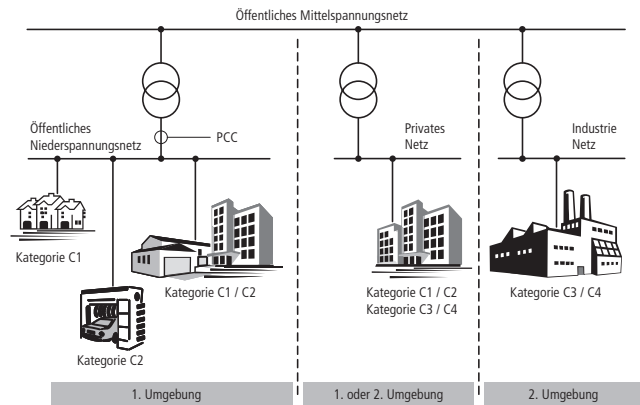 Öffentliches Mittelspannungsnetz
Öffentliches
Niederspannungsnetz
PCC
Privates
Netz
Industrie
Netz
Kategorie C1
Kategorie C1 / C2
Kategorie C2
Kategorie C1 / C2
Kategorie C3 / C4
Kategorie C3 / C4
1. Umgebung
1. oder 2. Umgebung
2. Umgebung